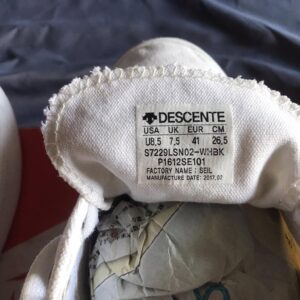 DESCENTE
USA UK EUR CM
U8,5 7,5 41 26,5
S7229LSN02-WHBK
P1612SE101
FACTORY NAME : SEIL
MANUFACTURE DATE : 2017.02